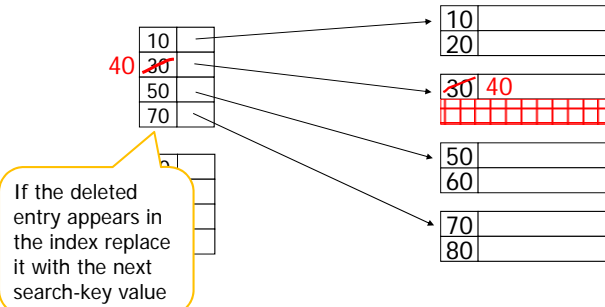 10
40 30
50
70
If the deleted
entry appears in
the index replace
it with the next
search-key value
10
20
30 40
50
60
70
80